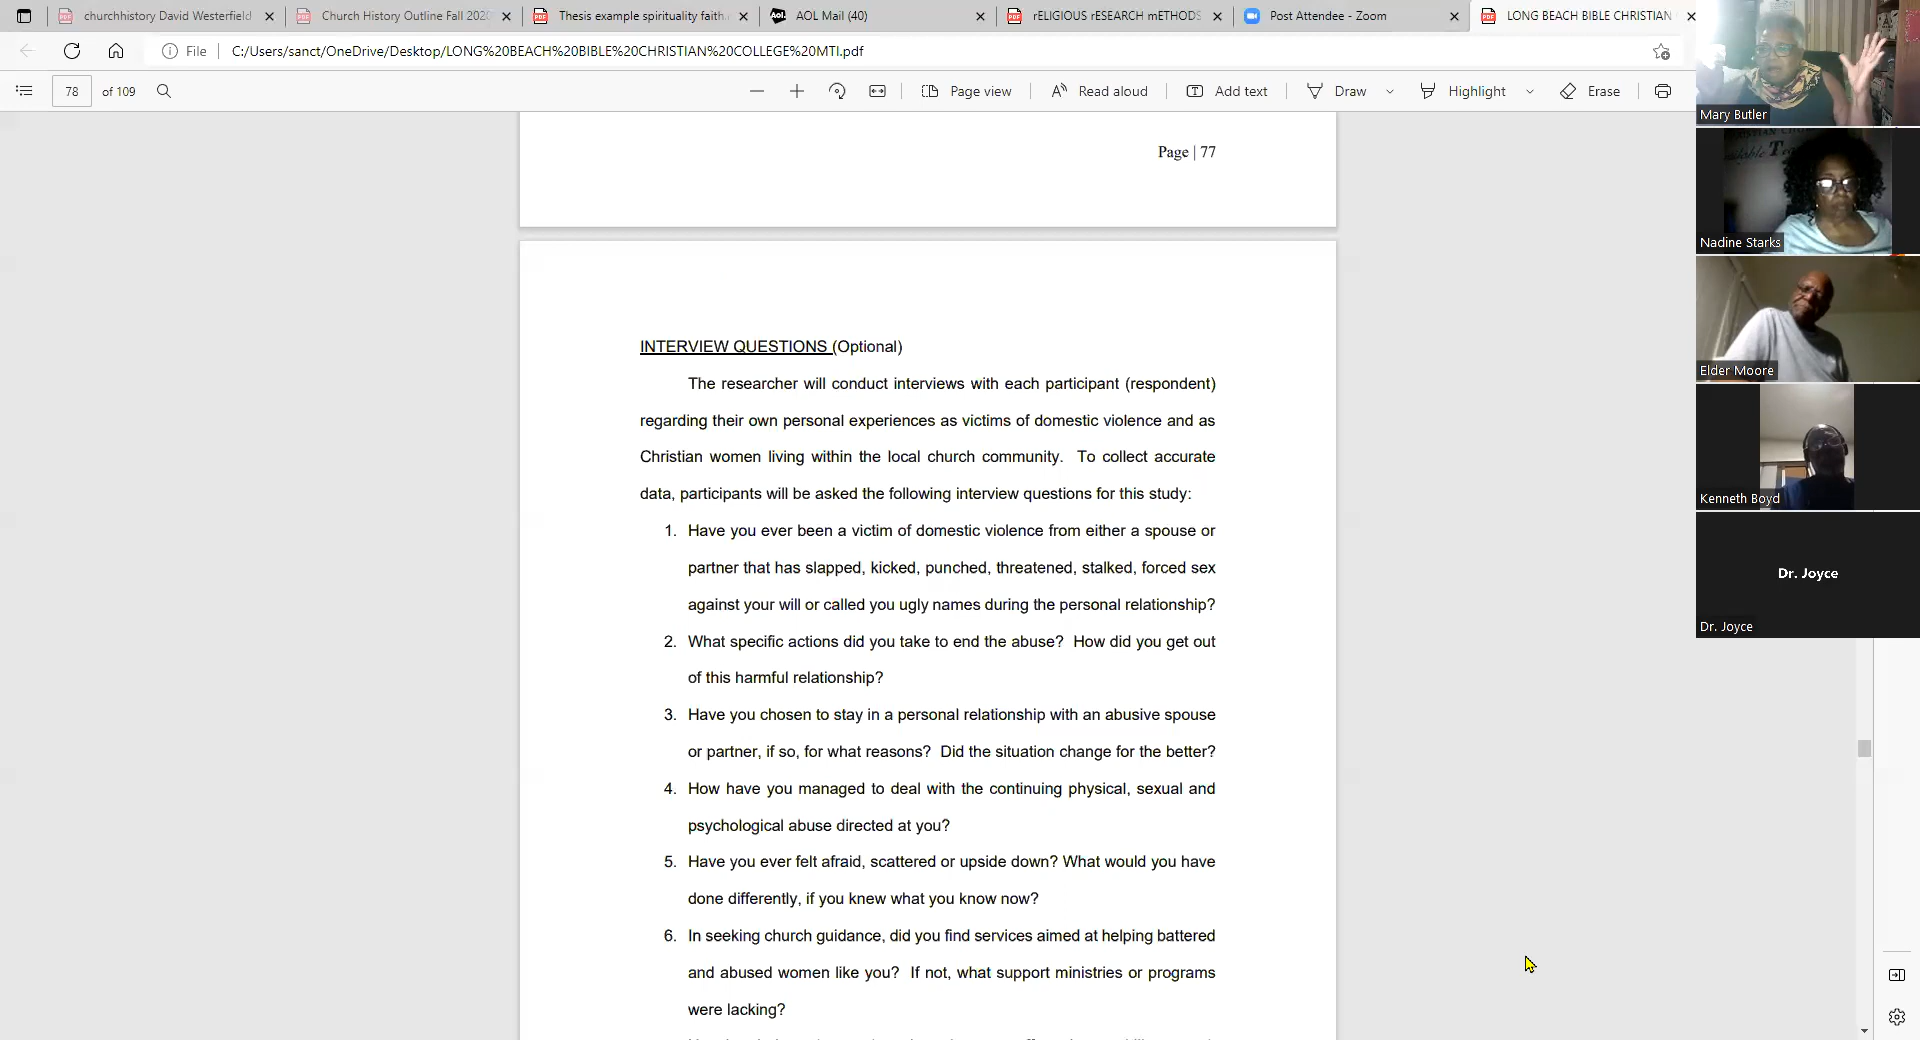 churchhistory David Westerfield
Church History Outline Fall 2020
Thesis example spirituality faith
AOL Mail (40)
rELIGIOUS rESEARCH mETHODS
Post Attendee - Zoom
LONG BEACH BIBLE CHRISTIAN
File
C:/Users/sanct/OneDrive/Desktop/LONG%20BEACH%20BIBLE%20CHRISTIAN%20COLLEGE%20MTI.pdf
78 of 109
Page view
Read aloud
Add text
Draw
Highlight
Erase
Page | 77
INTERVIEW QUESTIONS (Optional)
The researcher will conduct interviews with each participant (respondent)
regarding their own personal experiences as victims of domestic violence and as
Christian women living within the local church community. To collect accurate
data, participants will be asked the following interview questions for this study:
1. Have you ever been a victim of domestic violence from either a spouse or
partner that has slapped, kicked, punched, threatened, stalked, forced sex
against your will or called you ugly names during the personal relationship?
2. What specific actions did you take to end the abuse? How did you get out
of this harmful relationship?
3. Have you chosen to stay in a personal relationship with an abusive spouse
or partner, if so, for what reasons? Did the situation change for the better?
4. How have you managed to deal with the continuing physical, sexual and
psychological abuse directed at you?
5. Have you ever felt afraid, scattered or upside down? What would you have
done differently, if you knew what you know now?
6. In seeking church guidance, did you find services aimed at helping battered
and abused women like you? If not, what support ministries or programs
were lacking?
Mary Butler
Nadine Starks
Elder Moore
Kenneth Boyd
Dr. Joyce
Dr. Joyce